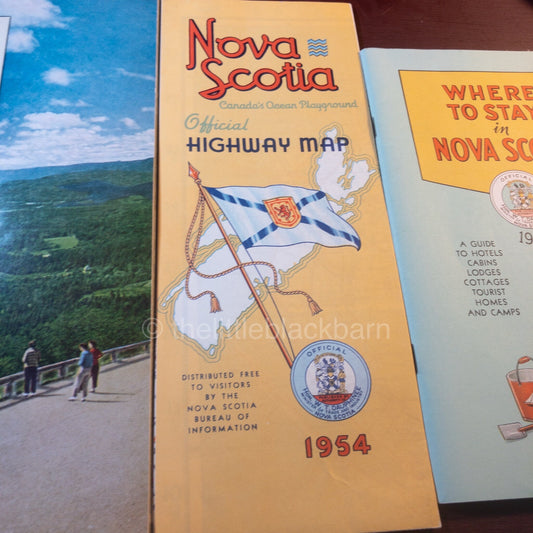 Nova
Scotia
Canada's Ocean Playground
Official
HIGHWAY MAP
DISTRIBUTED FREE
TO VISITORS
BY THE
NOVA SCOTIA
BUREAU OF
INFORMATION
OFFICIAL
NOVA SCOTIA
1954
WHERE
TO STAY
in
NOVA SCO
OFFICIAL
19
A GUIDE
TO HOTELS
CABINS
LODGES
COTTAGES
TOURIST
HOMES
AND CAMPS
© thelittleblackbarn